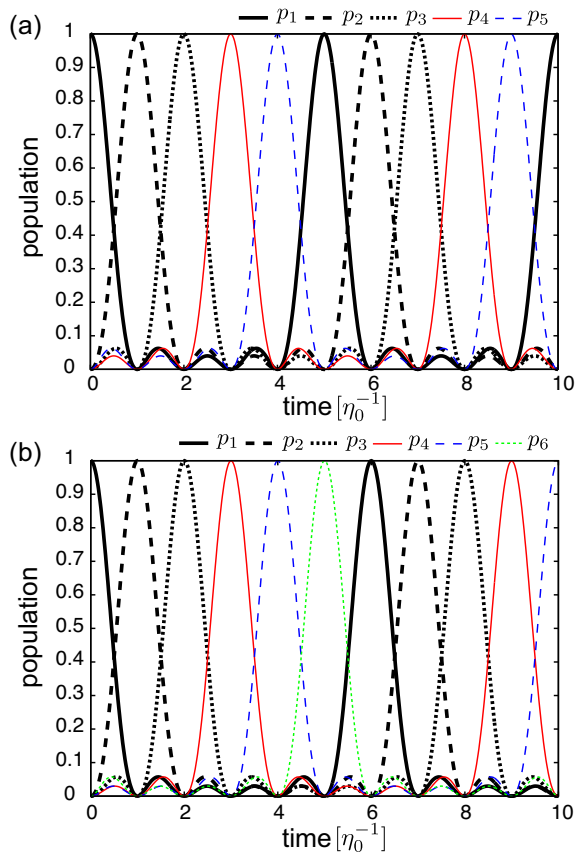 (a)
p₁ p₂ p₃ p₄ p₅
1
0.9
0.8
0.7
0.6
0.5
0.4
0.3
0.2
0.1
0
population
0 2 4 6 8 10
time [η₀⁻¹]
(b)
p₁ p₂ p₃ p₄ p₅ p₆
1
0.9
0.8
0.7
0.6
0.5
0.4
0.3
0.2
0.1
0
population
0 2 4 6 8 10
time [η₀⁻¹]